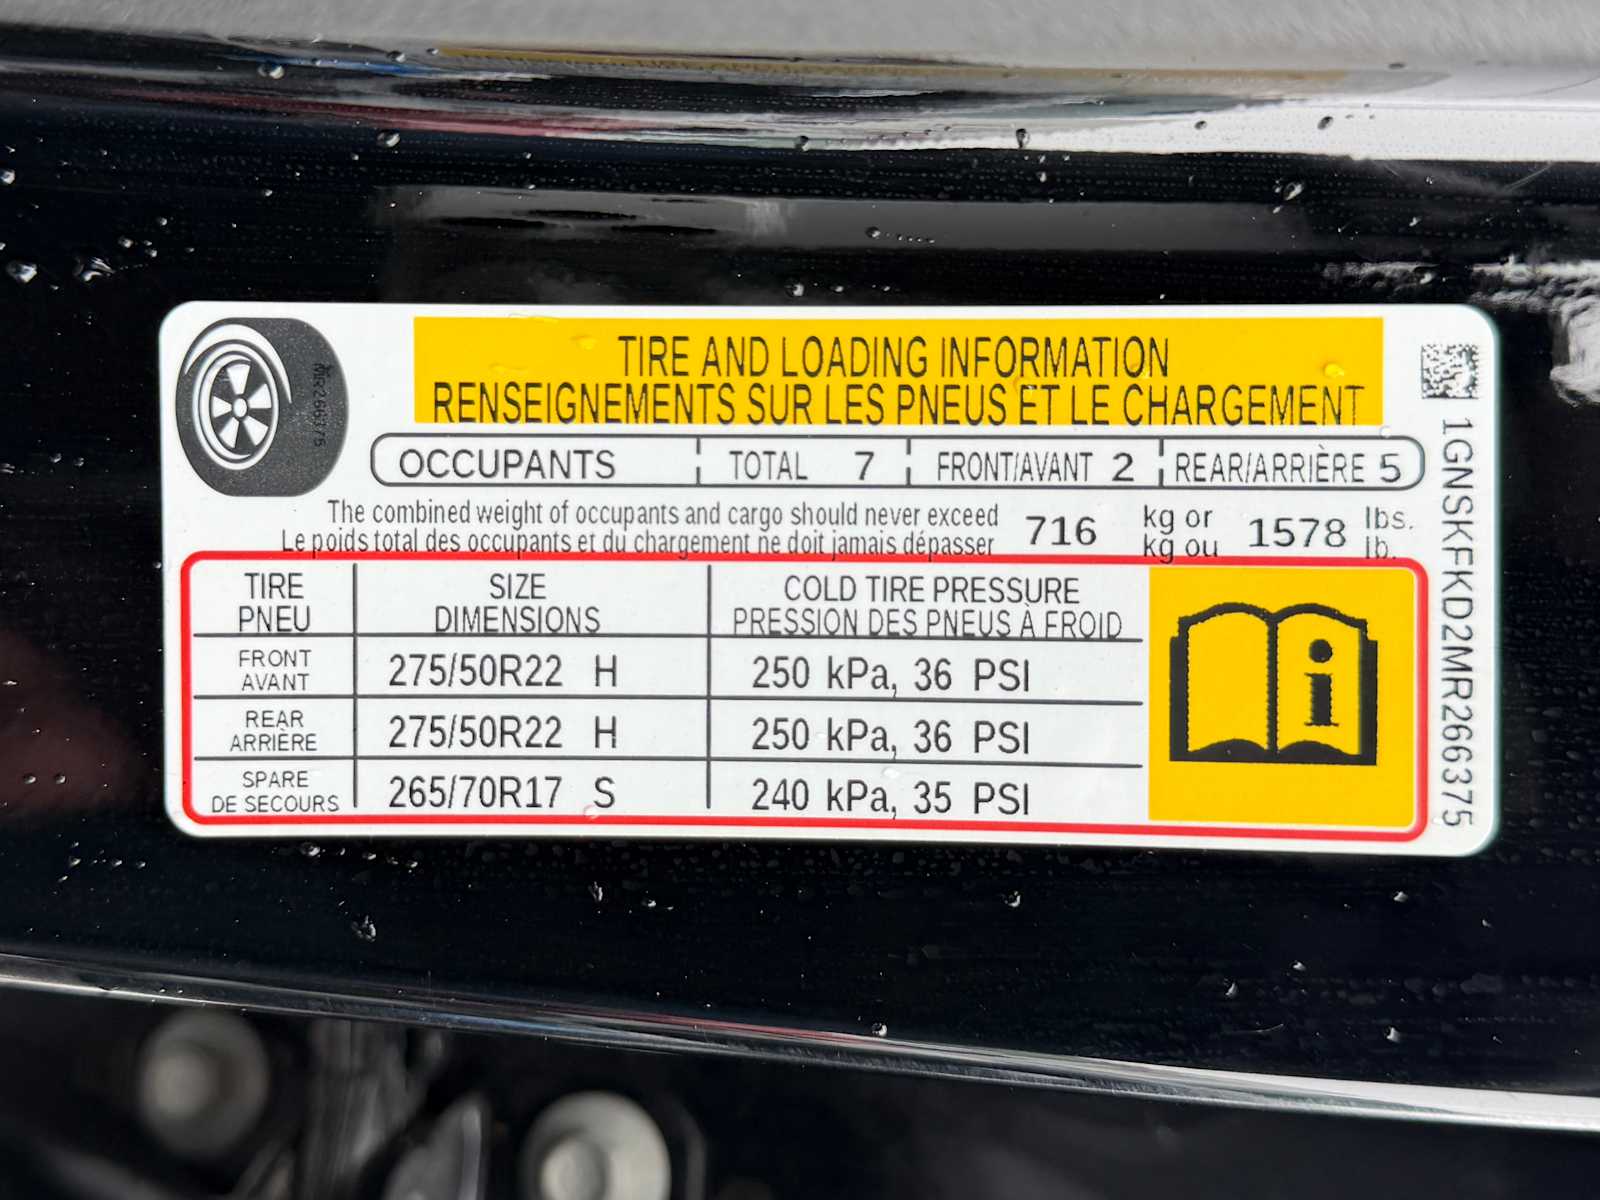 TIRE AND LOADING INFORMATION
RENSEIGNEMENTS SUR LES PNEUS ET LE CHARGEMENT
MR266375
OCCUPANTS TOTAL 7 FRONT/AVANT 2 REAR/ARRIÈRE 5
The combined weight of occupants and cargo should never exceed 716 kg or 1578 lbs.
Le poids total des occupants et du chargement ne doit jamais dépasser kg ou lb.
TIRE SIZE COLD TIRE PRESSURE
PNEU DIMENSIONS PRESSION DES PNEUS À FROID
FRONT
AVANT 275/50R22 H 250 kPa, 36 PSI
REAR
ARRIÈRE 275/50R22 H 250 kPa, 36 PSI
SPARE
DE SECOURS 265/70R17 S 240 kPa, 35 PSI
i
1GNSKFKD2MR266375